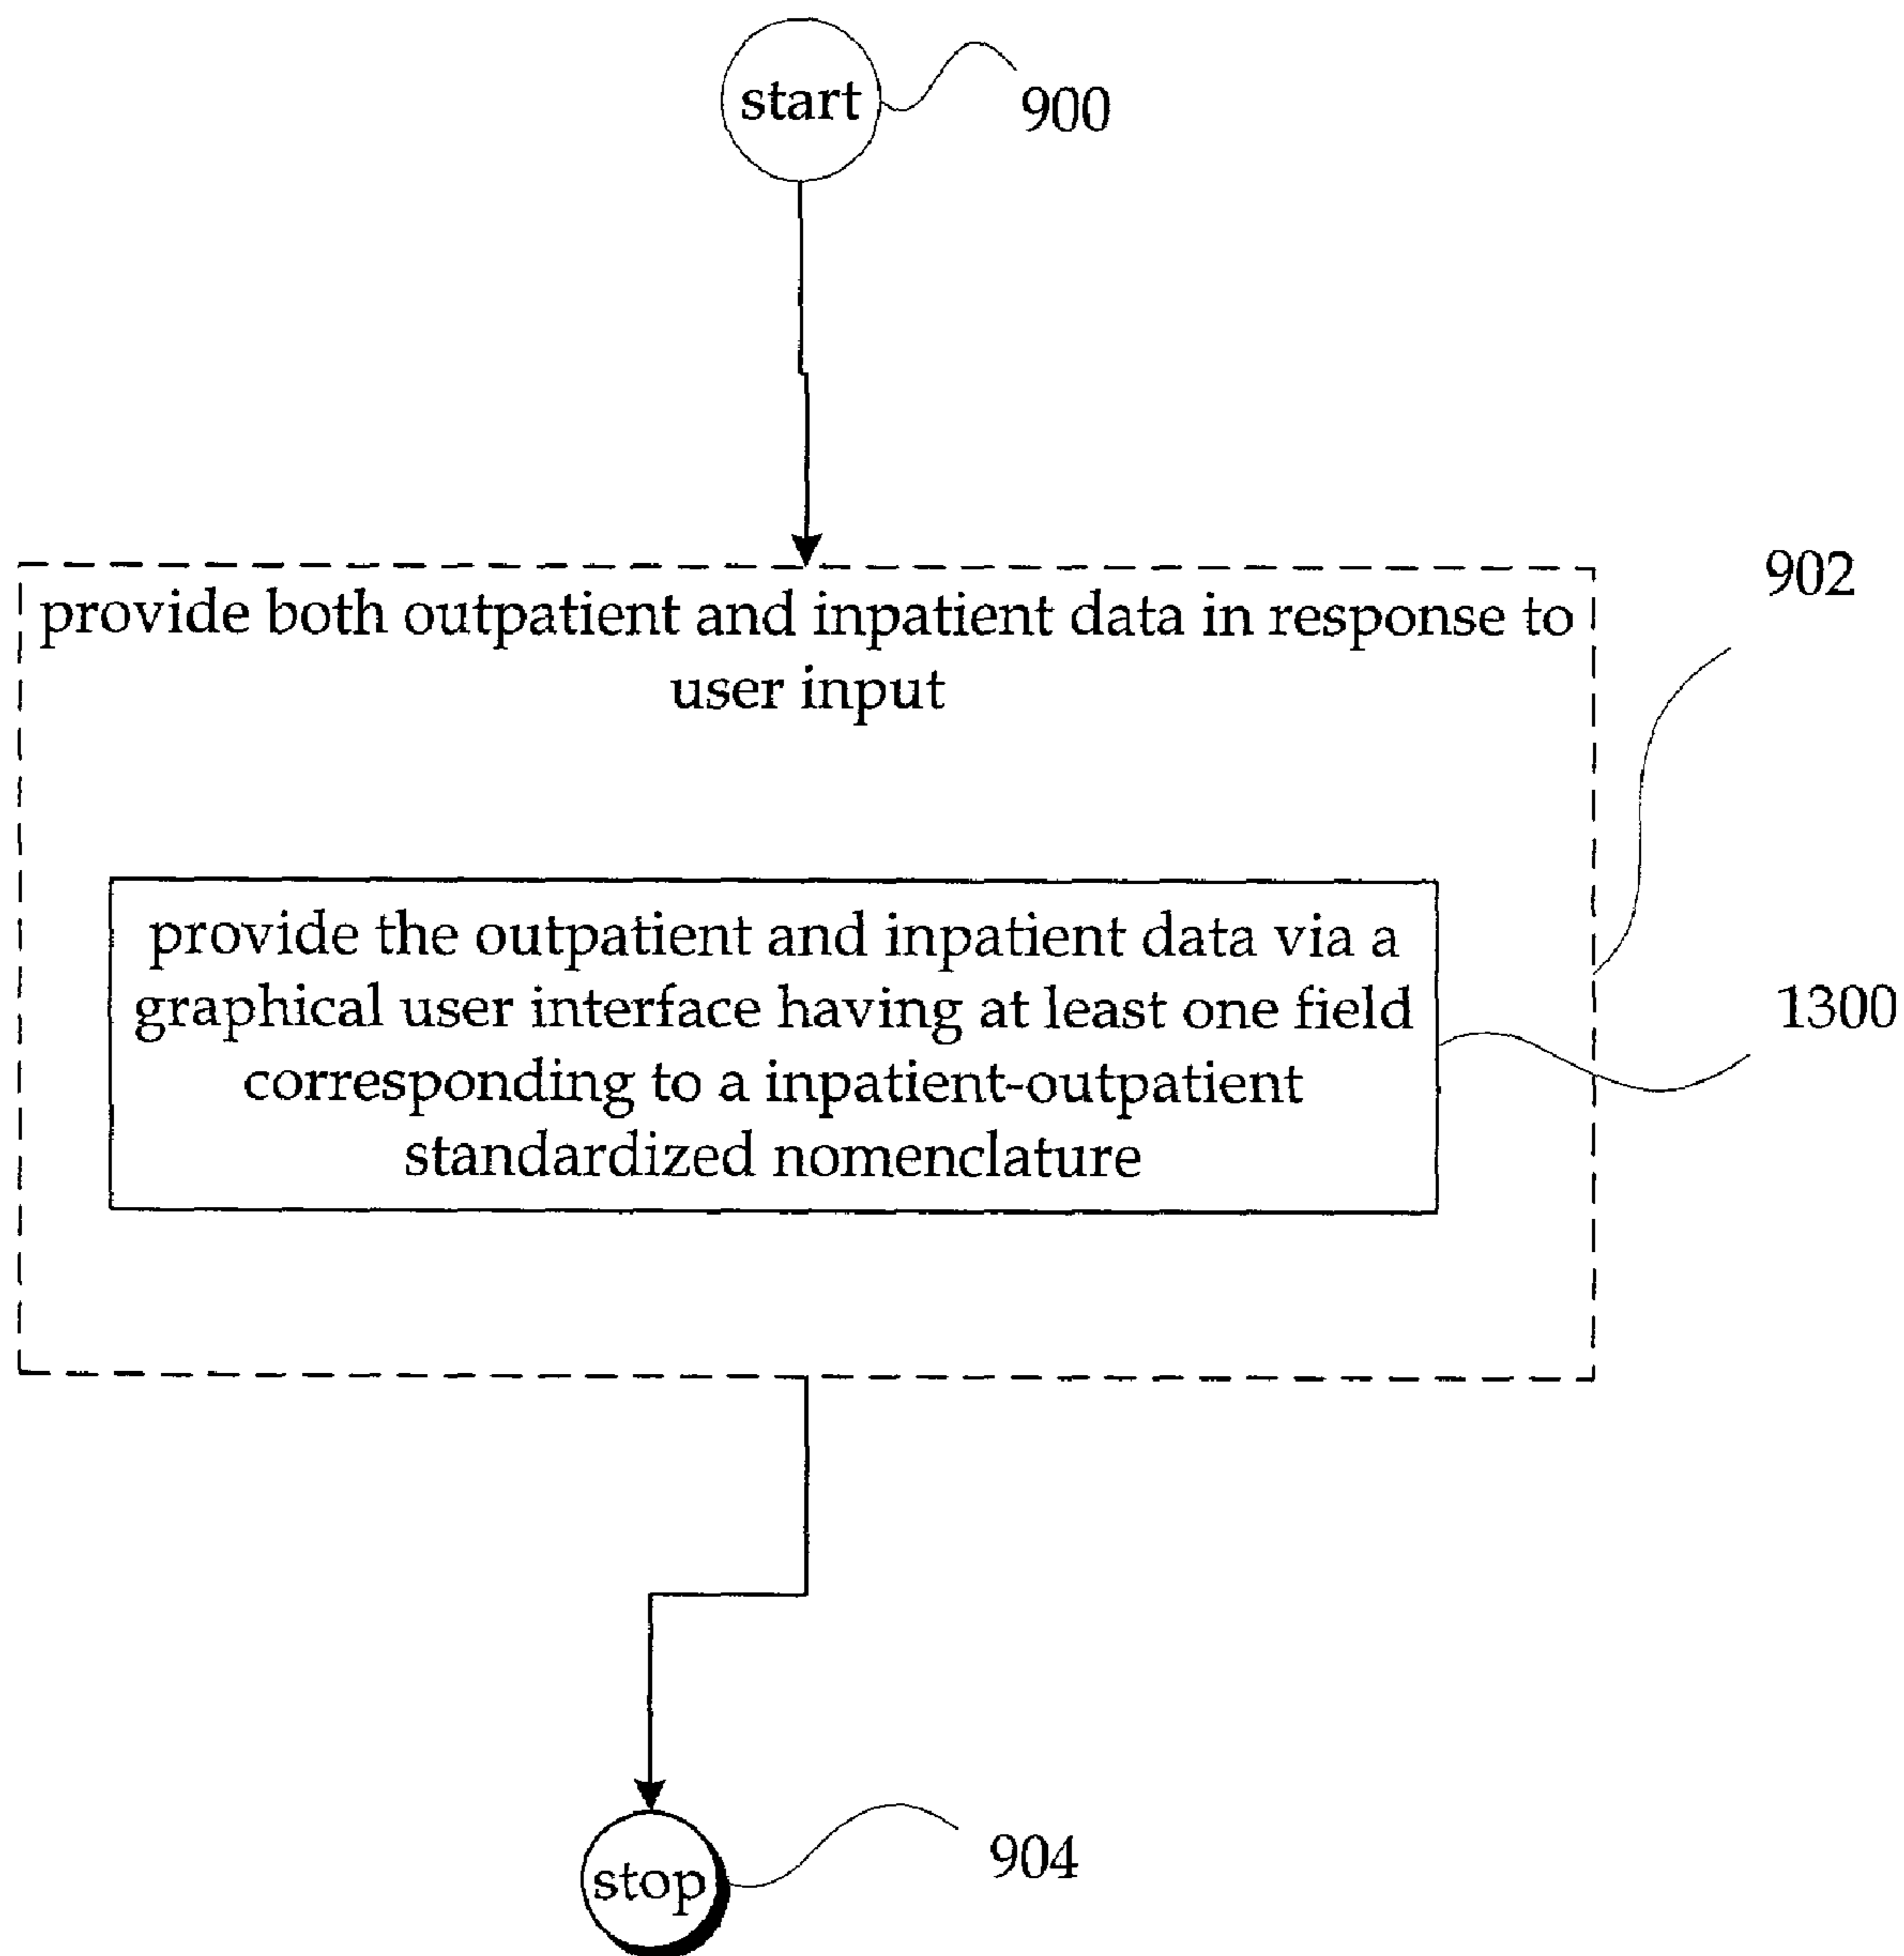 start
900
902
provide both outpatient and inpatient data in response to
user input
provide the outpatient and inpatient data via a
graphical user interface having at least one field
corresponding to a inpatient-outpatient
standardized nomenclature
1300
stop
904